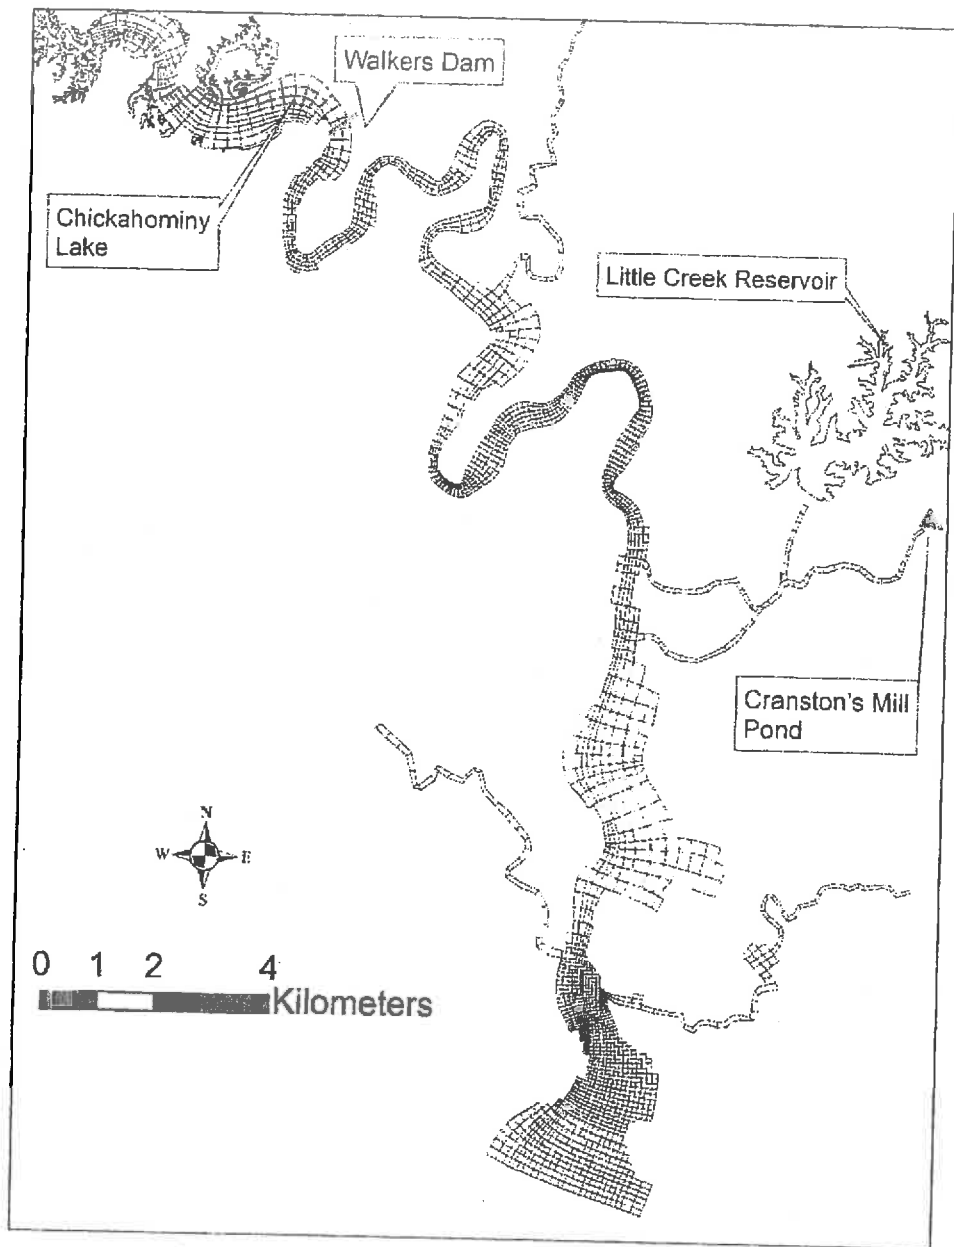 Walkers Dam
Chickahominy
Lake
Little Creek Reservoir
Cranston's Mill
Pond
N
W E
S
0 1 2 4
Kilometers